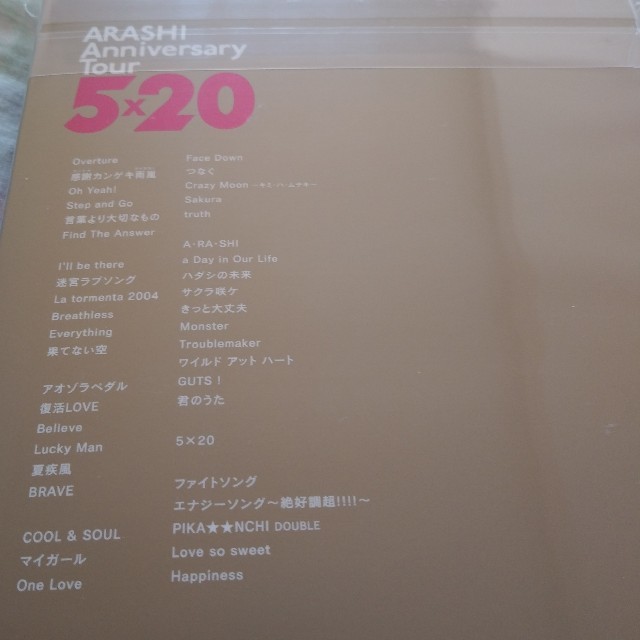 ARASHI
Anniversary
Tour
5×20
Overture
感謝カンゲキ雨嵐
Oh Yeah!
Step and Go
言葉より大切なもの
Find The Answer
I'll be there
迷宮ラブソング
La tormenta 2004
Breathless
Everything
果てない空
アオゾラペダル
復活LOVE
Believe
Lucky Man
夏疾風
BRAVE
COOL & SOUL
マイガール
One Love
Face Down
つなぐ
Crazy Moon ～キミ・ハ・ムテキ～
Sakura
truth
A・RA・SHI
a Day in Our Life
ハダシの未来
サクラ咲ケ
きっと大丈夫
Monster
Troublemaker
ワイルド アット ハート
GUTS !
君のうた
5×20
ファイトソング
エナジーソング～絶好調超!!!!～
PIKA★★NCHI DOUBLE
Love so sweet
Happiness